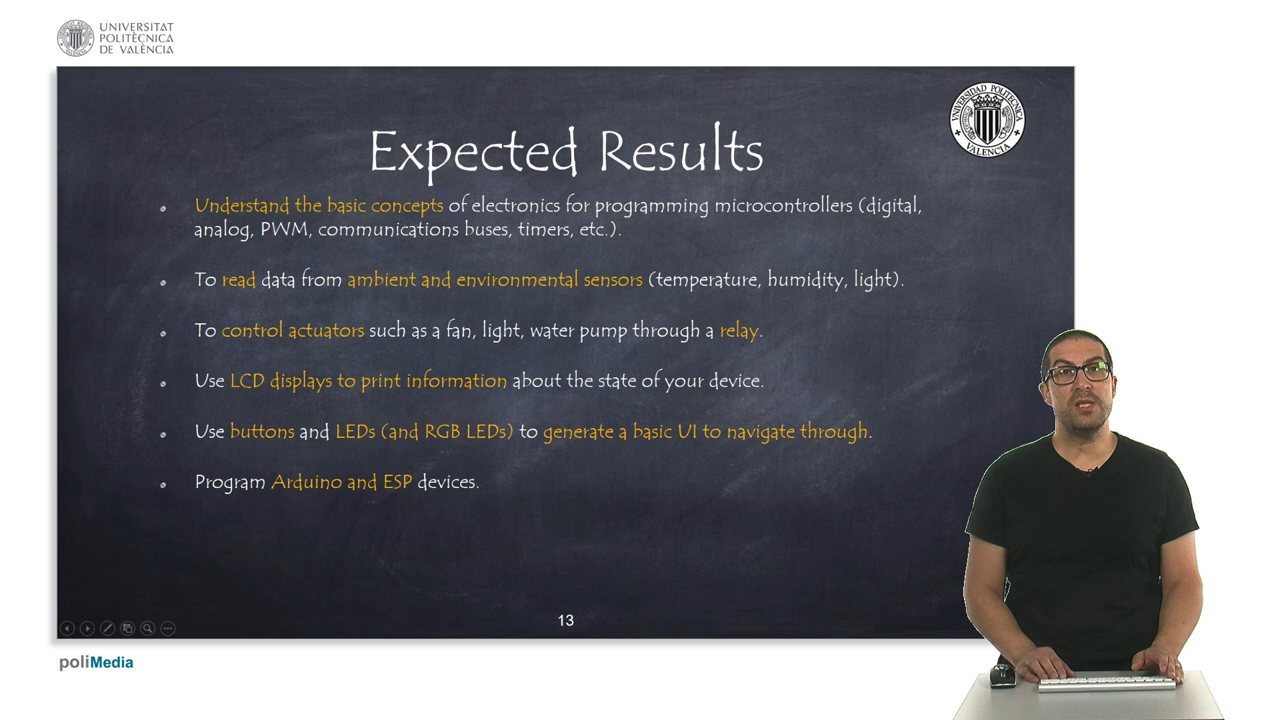 UNIVERSITAT
POLITÈCNICA
DE VALÈNCIA
UNIVERSIDAD POLITECNICA
VALENCIA
Expected Results
Understand the basic concepts of electronics for programming microcontrollers (digital,
analog, PWM, communications buses, timers, etc.).
To read data from ambient and environmental sensors (temperature, humidity, light).
To control actuators such as a fan, light, water pump through a relay.
Use LCD displays to print information about the state of your device.
Use buttons and LEDs (and RGB LEDs) to generate a basic UI to navigate through.
Program Arduino and ESP devices.
13
poliMedia